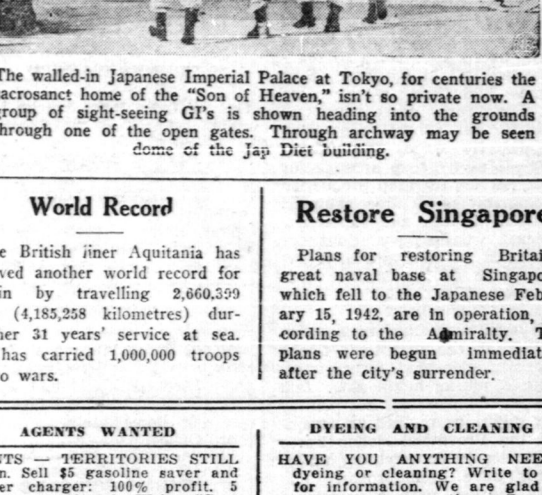 The walled-in Japanese Imperial Palace at Tokyo, for centuries the
acrosanct home of the "Son of Heaven," isn't so private now. A
group of sight-seeing GI's is shown heading into the grounds
hrough one of the open gates. Through archway may be seen
dome of the Jap Diet building.
World Record
e British liner Aquitania has
ved another world record for
in by travelling 2,660,399
(4,185,258 kilometres) dur-
her 31 years' service at sea.
has carried 1,000,000 troops
o wars.
Restore Singapore
Plans for restoring Britai
great naval base at Singapo
which fell to the Japanese Feb
ary 15, 1942, are in operation,
cording to the Admiralty. T
plans were begun immediat
after the city's surrender.
AGENTS WANTED
NTS — TERRITORIES STILL
n. Sell $5 gasoline saver and
er charger: 100% profit. 5
DYEING AND CLEANING
HAVE YOU ANYTHING NEE
dyeing or cleaning? Write to
for information. We are glad